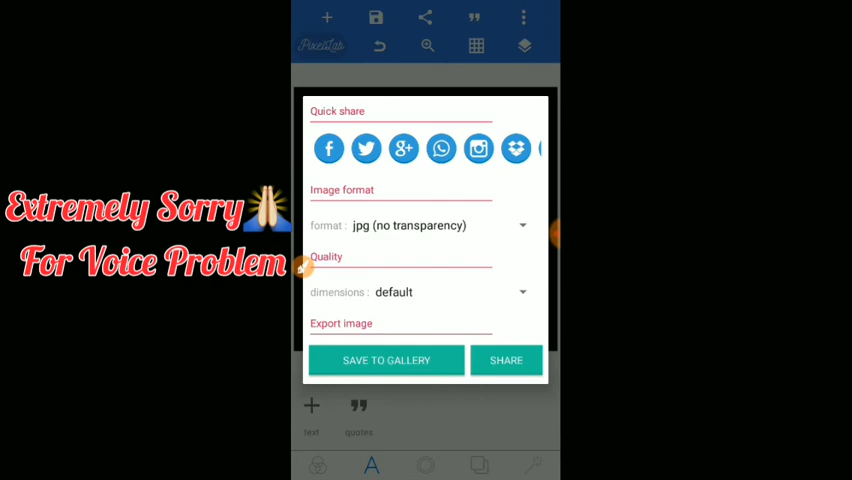 PixelLab
Quick share
Image format
format : jpg (no transparency)
Extremely Sorry🙏
For Voice Problem
Quality
dimensions : default
Export image
SAVE TO GALLERY
SHARE
text
quotes